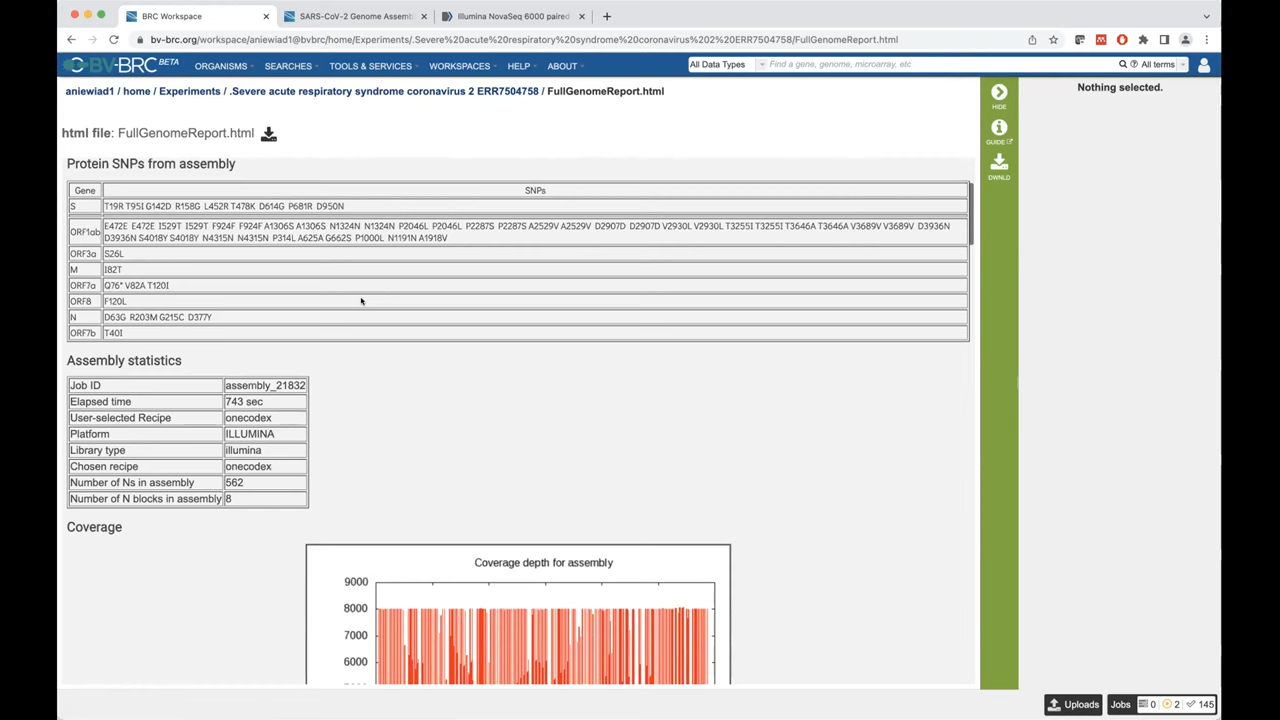 BRC Workspace
SARS-CoV-2 Genome Assemb
Illumina NovaSeq 6000 paired
bv-brc.org/workspace/aniewiad1@bvbrc/home/Experiments/.Severe%20acute%20respiratory%20syndrome%20coronavirus%202%20ERR7504758/FullGenomeReport.html
BV-BRC BETA
ORGANISMS
SEARCHES
TOOLS & SERVICES
WORKSPACES
HELP
ABOUT
All Data Types
Find a gene, genome, microarray, etc
All terms
aniewiad1 / home / Experiments / .Severe acute respiratory syndrome coronavirus 2 ERR7504758 / FullGenomeReport.html
HIDE
GUIDE
DWNLD
Nothing selected.
html file: FullGenomeReport.html
Protein SNPs from assembly
Gene SNPs
S T19R T95I G142D R158G L452R T478K D614G P681R D950N
ORF1ab E472E E472E I529T I529T F924F F924F A1306S A1306S N1324N N1324N P2046L P2046L P2287S P2287S A2529V A2529V D2907D D2907D V2930L V2930L T3255I T3255I T3646A T3646A V3689V V3689V D3936N
D3936N S4018Y S4018Y N4315N N4315N P314L A625A G662S P1000L N1191N A1918V
ORF3a S26L
M I82T
ORF7a Q76* V82A T120I
ORF8 F120L
N D63G R203M G215C D377Y
ORF7b T40I
Assembly statistics
Job ID assembly_21832
Elapsed time 743 sec
User-selected Recipe onecodex
Platform ILLUMINA
Library type illumina
Chosen recipe onecodex
Number of Ns in assembly 562
Number of N blocks in assembly 8
Coverage
Coverage depth for assembly
9000
8000
7000
6000
Uploads
Jobs 0 2 145